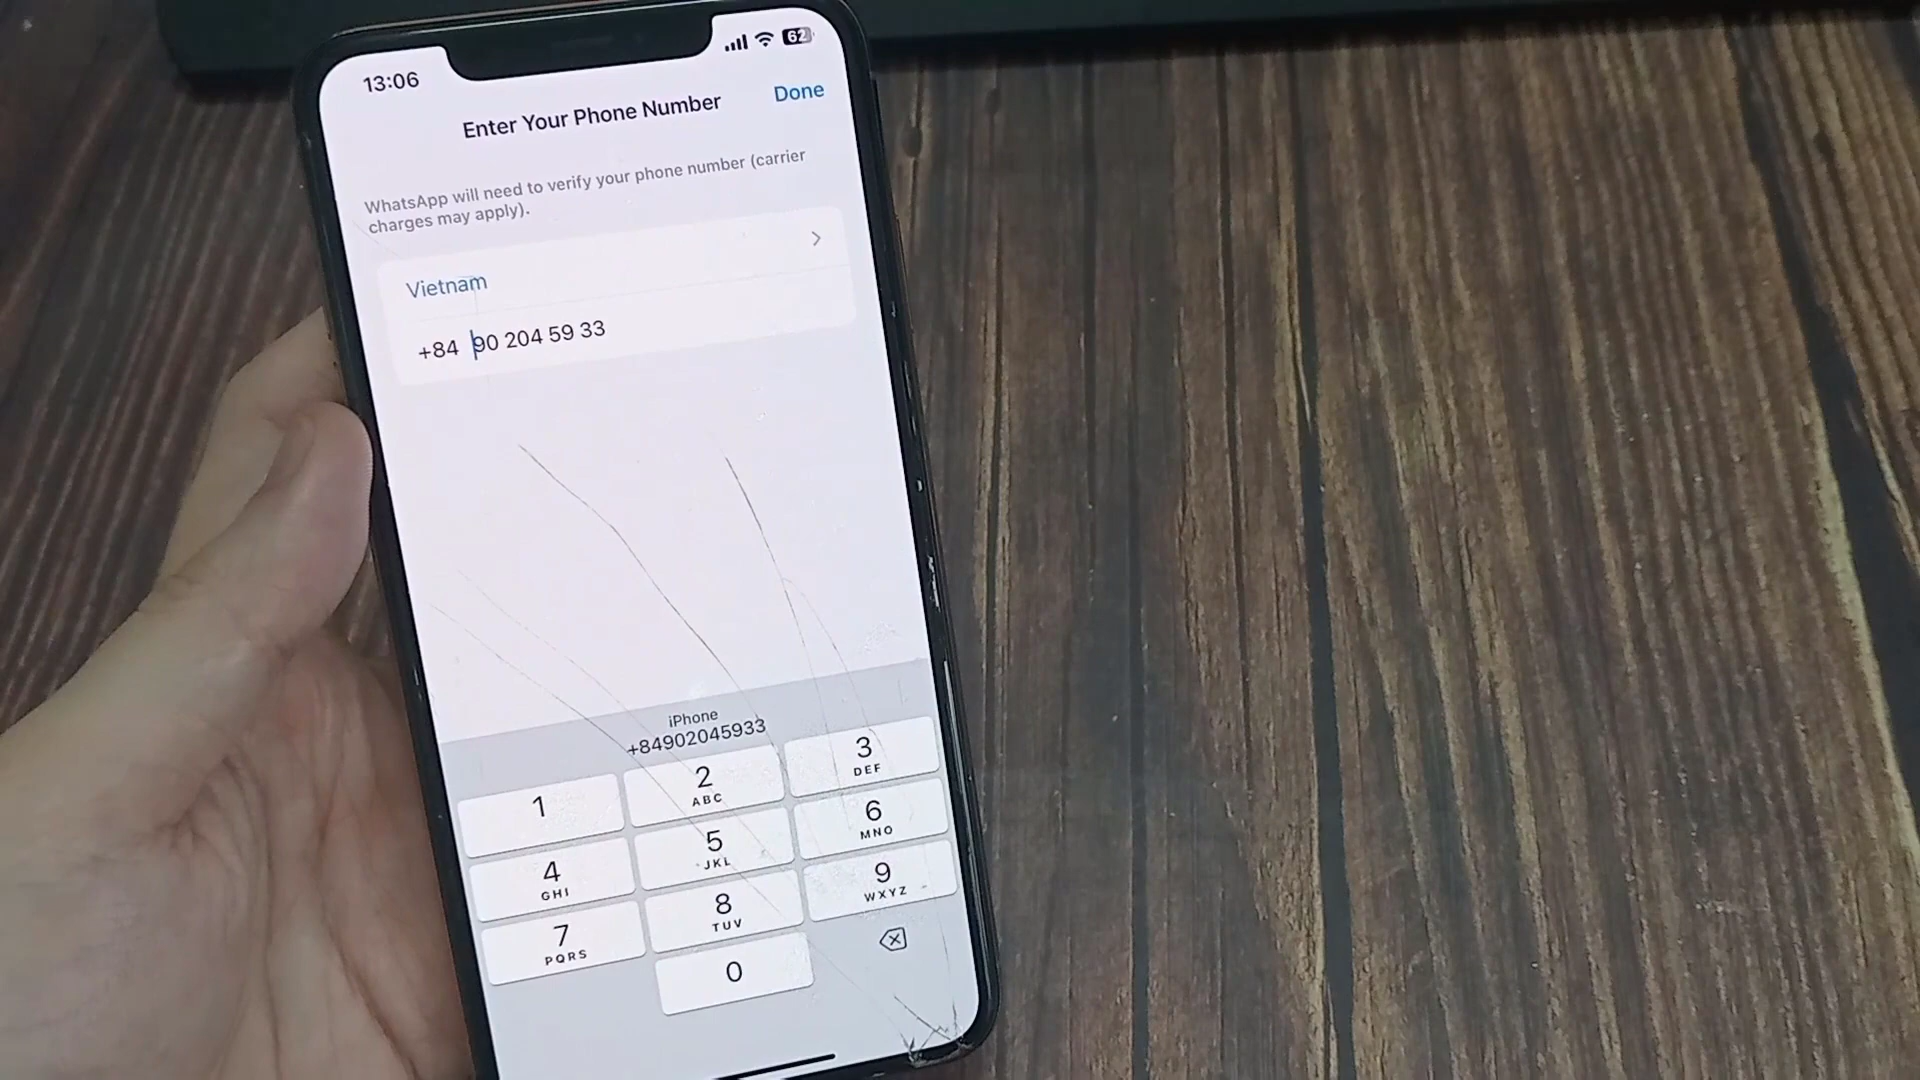 13:06
62
Enter Your Phone Number
Done
WhatsApp will need to verify your phone number (carrier
charges may apply).
Vietnam
+84 90 204 59 33
iPhone
+84902045933
1
2
ABC
3
DEF
4
GHI
5
JKL
6
MNO
7
PQRS
8
TUV
9
WXYZ
0